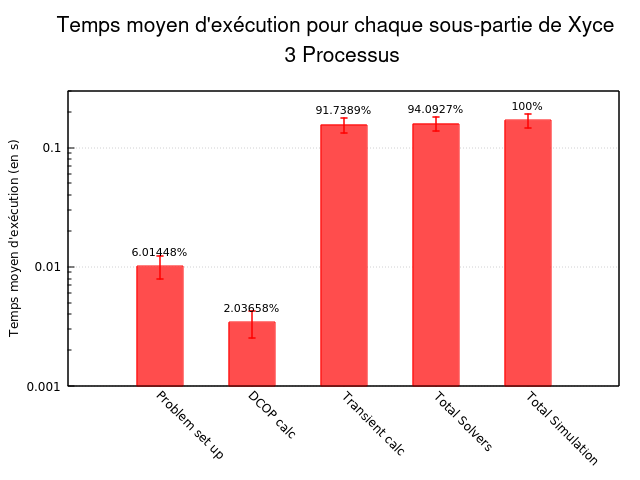 Temps moyen d'exécution pour chaque sous-partie de Xyce
3 Processus
Temps moyen d'exécution (en s)
0.1
0.01
0.001
6.01448%
2.03658%
91.7389%
94.0927%
100%
Problem set up
DCOP calc
Transient calc
Total Solvers
Total Simulation